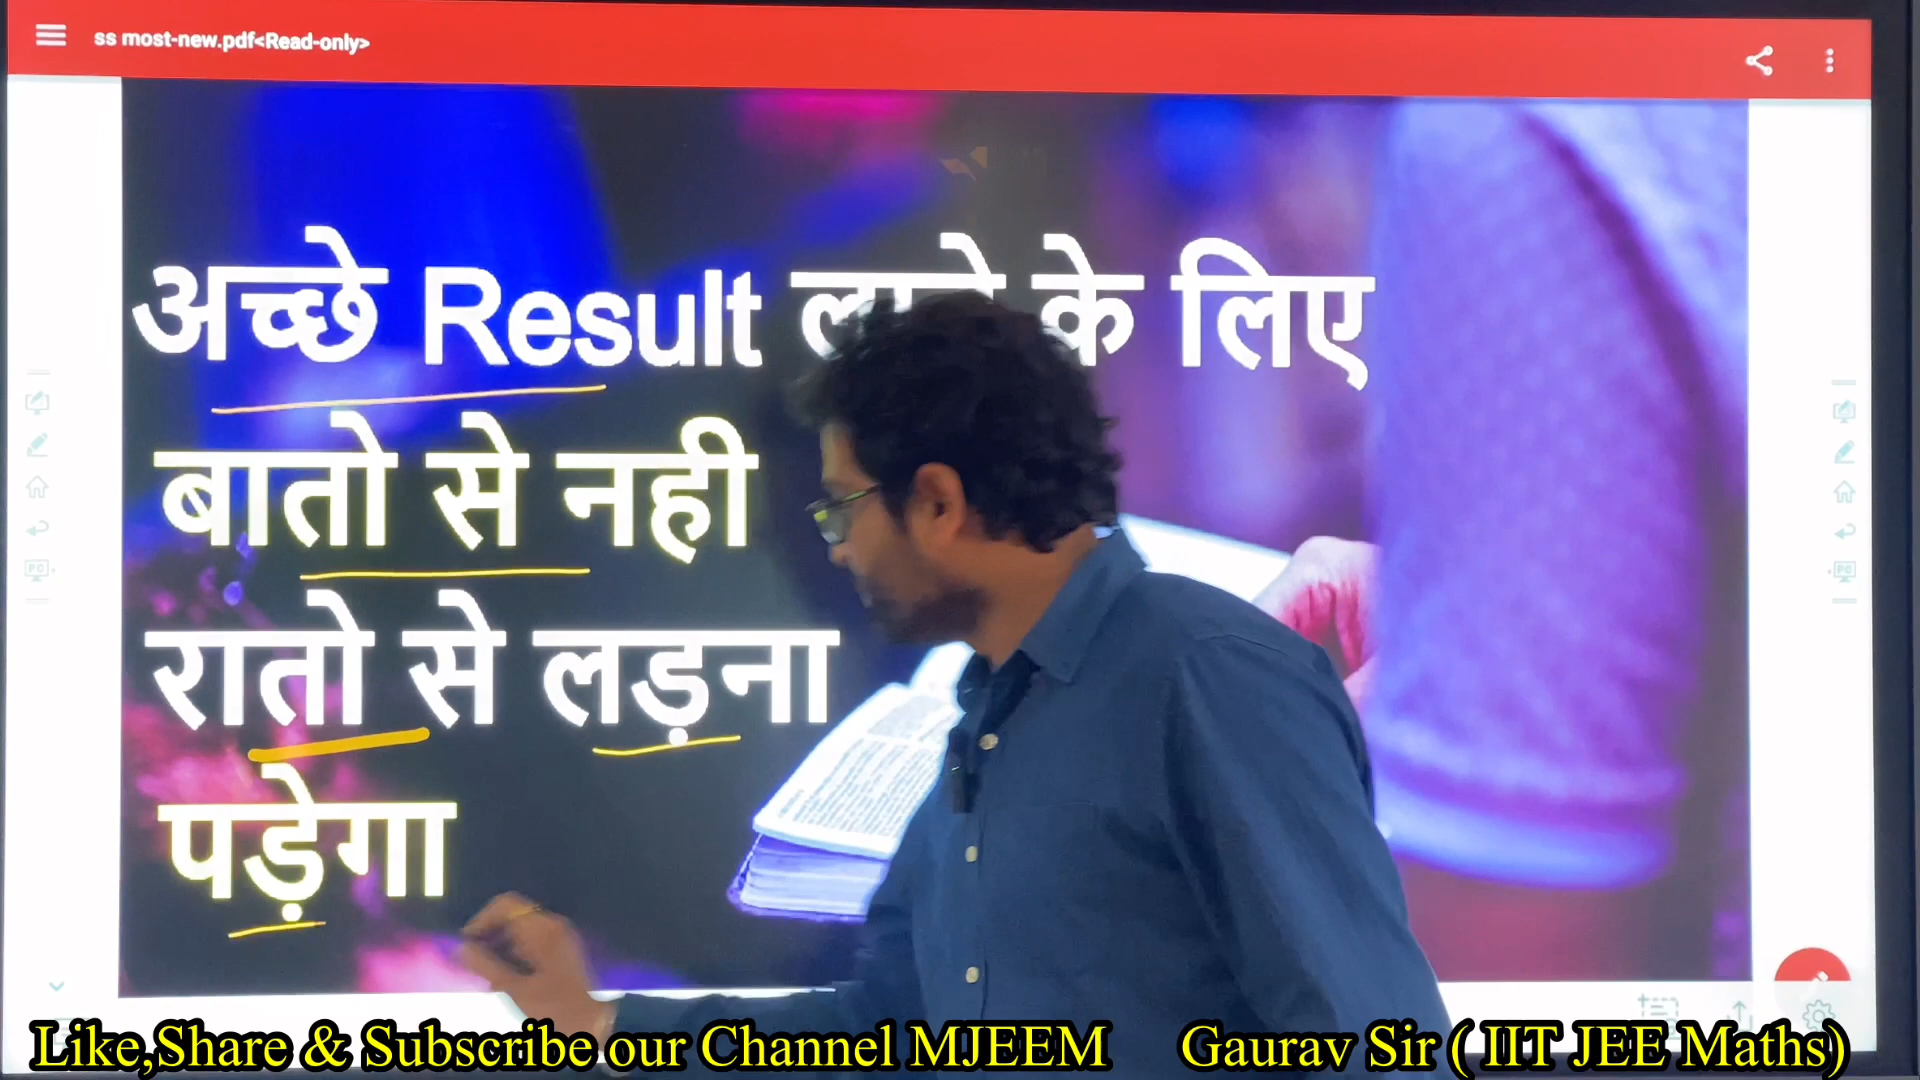 ss most-new.pdf<Read-only>
अच्छे Result के लिए
बातो से नही
रातो से लड़ना
पड़ेगा
Like,Share & Subscribe our Channel MJEEM Gaurav Sir ( IIT JEE Maths)